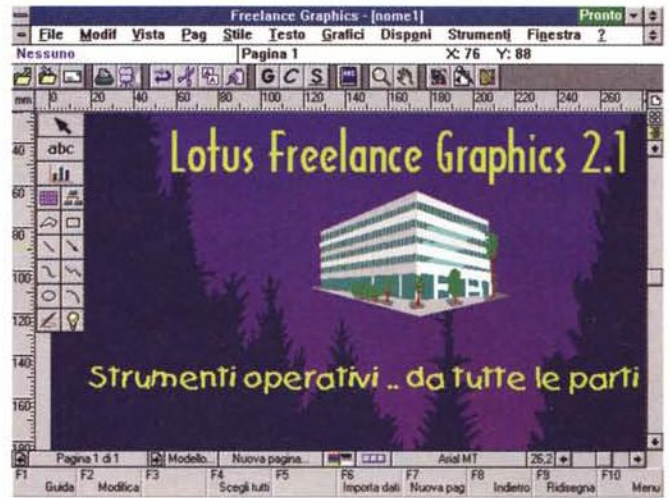 Freelance Graphics - [nome1] Pronto
File Modif Vista Pag Stile Testo Grafici Disponi Strumenti Finestra ?
Nessuno Pagina 1 X: 76 Y: 88
G C S
mm 0 20 40 60 80 100 120 140 160 180 200 220 240 260
abc
40
60
80
100
120
140
160
Lotus Freelance Graphics 2.1
Strumenti operativi .. da tutte le parti
Pagina 1 di 1 Modello... Nuova pagina... Arial MT 26,2
F1 F2 F3 F4 F5 F6 F7 F8 F9 F10
Guida Modifica Scegli tutti Importa dati Nuova pag Indietro Ridisegna Menu